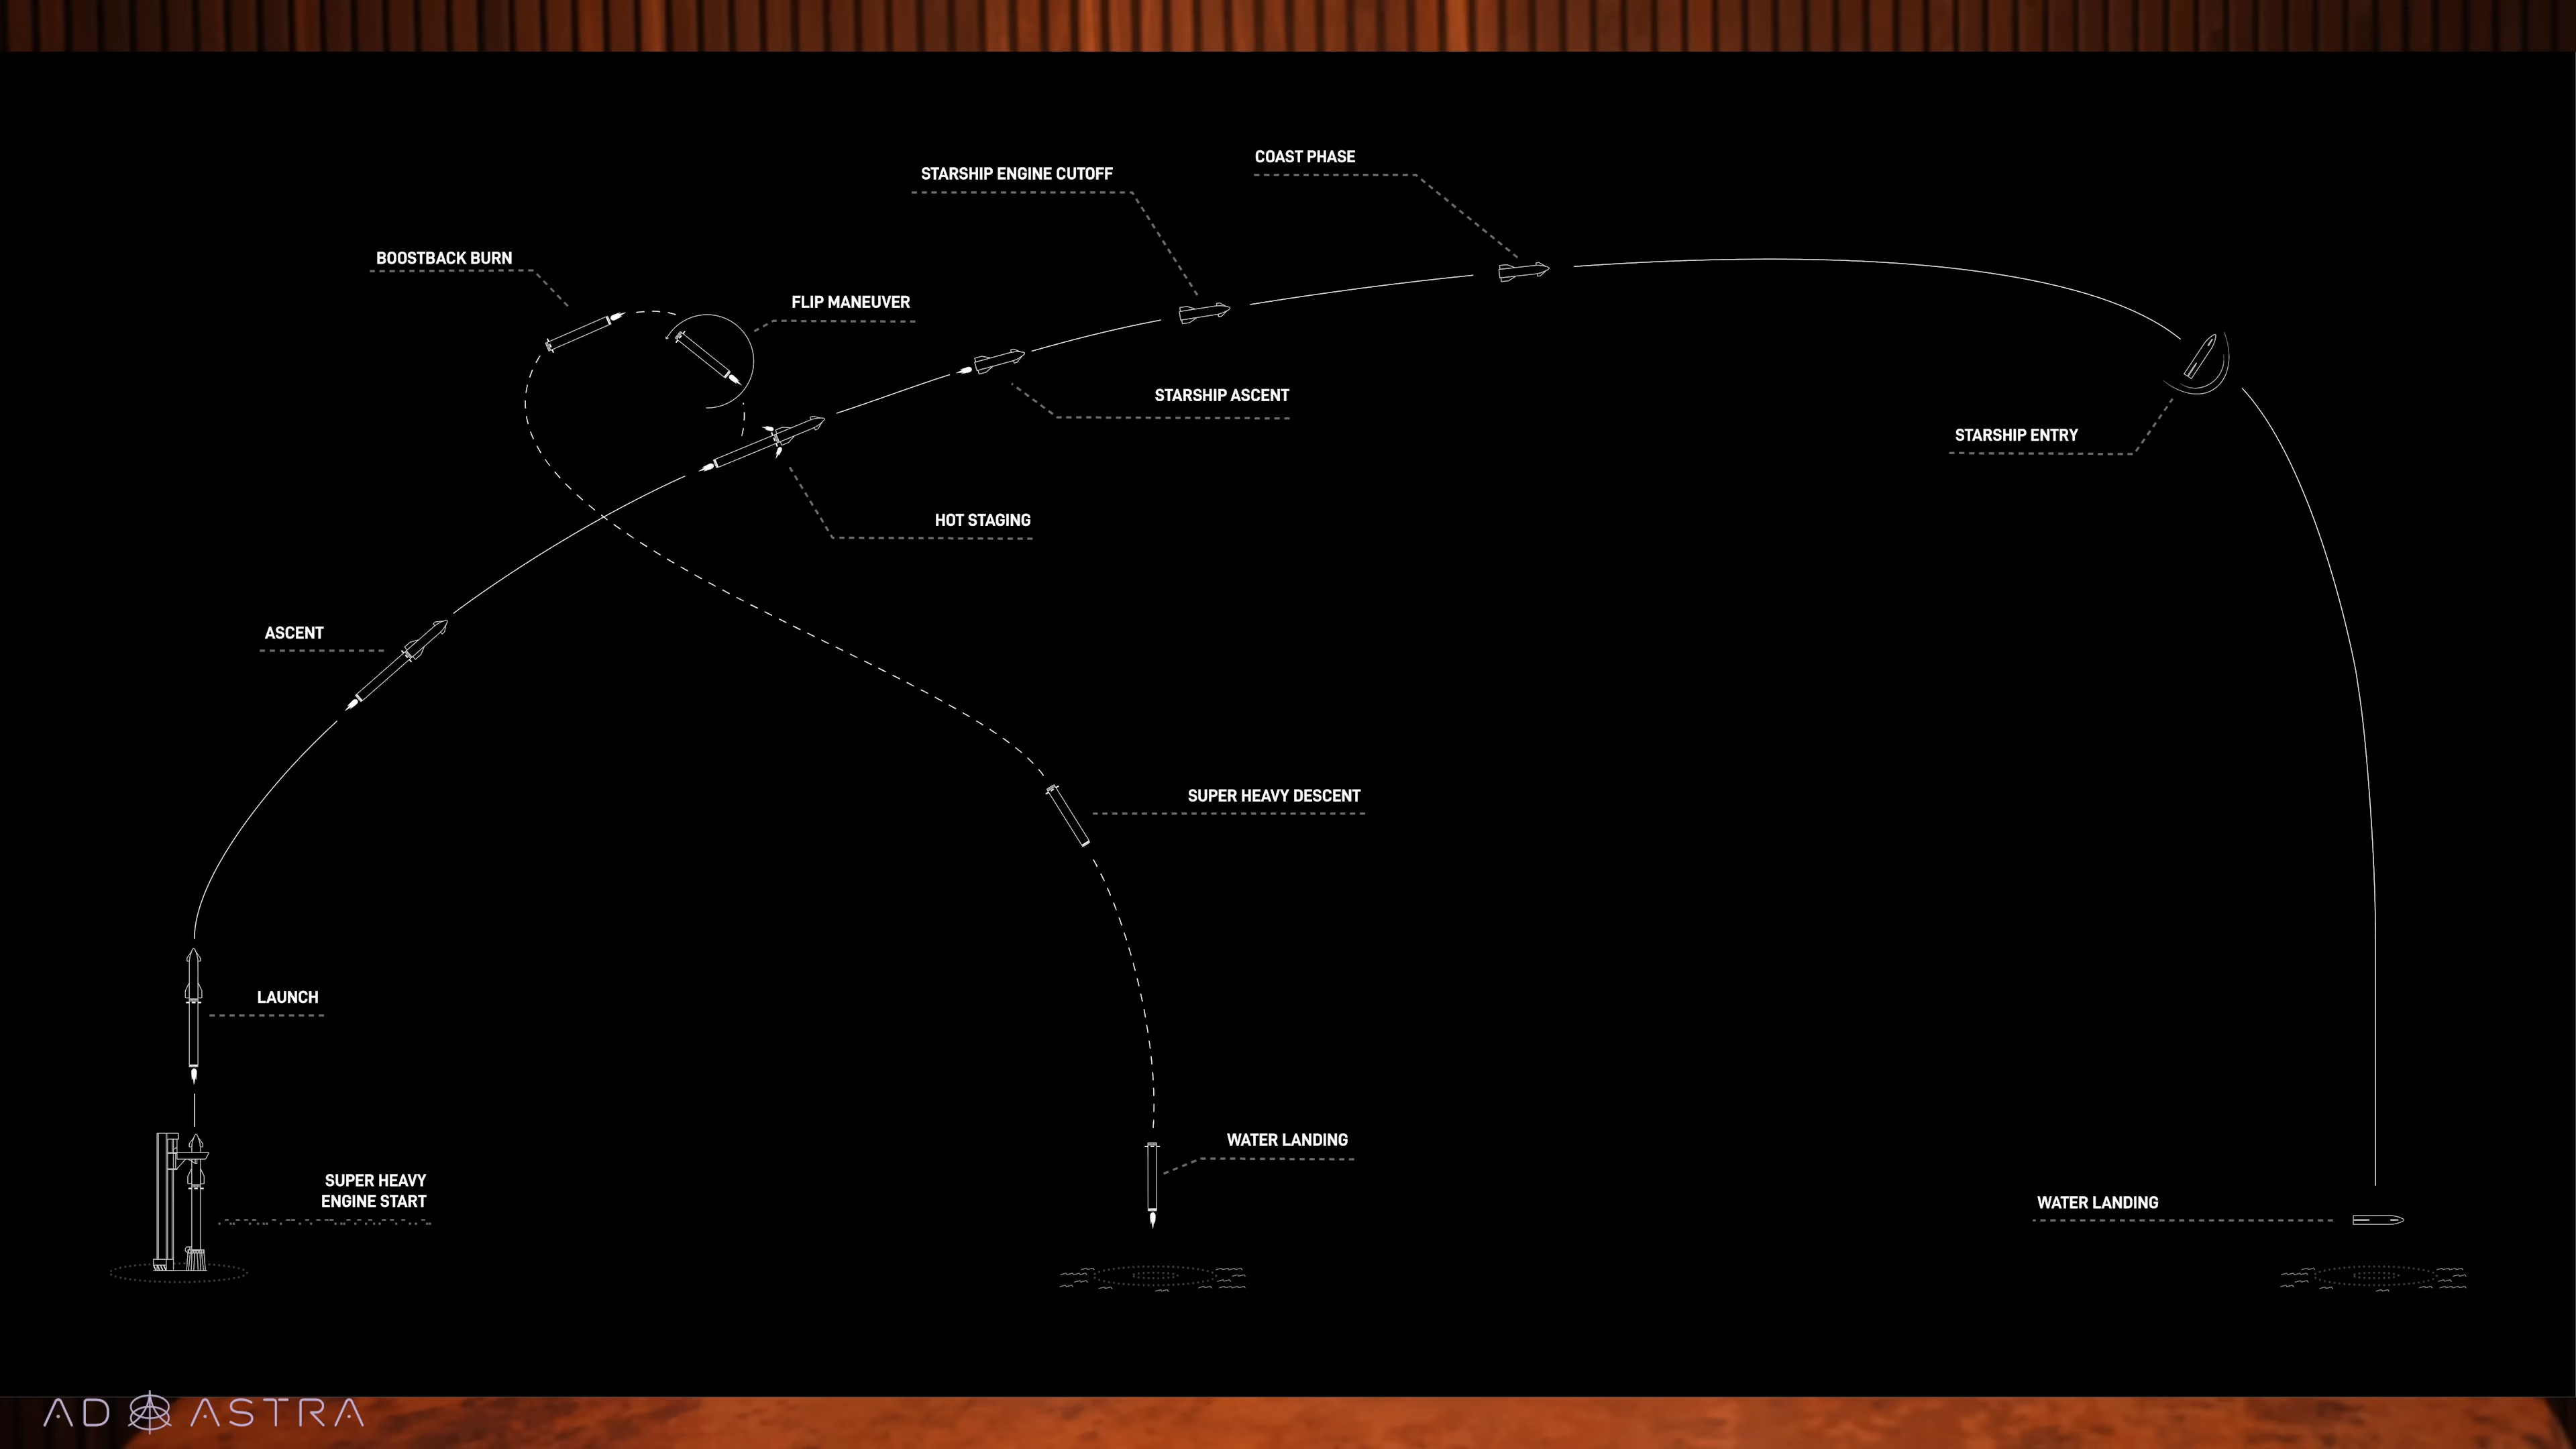 COAST PHASE
STARSHIP ENGINE CUTOFF
BOOSTBACK BURN
FLIP MANEUVER
STARSHIP ASCENT
STARSHIP ENTRY
HOT STAGING
ASCENT
SUPER HEAVY DESCENT
LAUNCH
WATER LANDING
SUPER HEAVY
ENGINE START
WATER LANDING
AD ASTRA